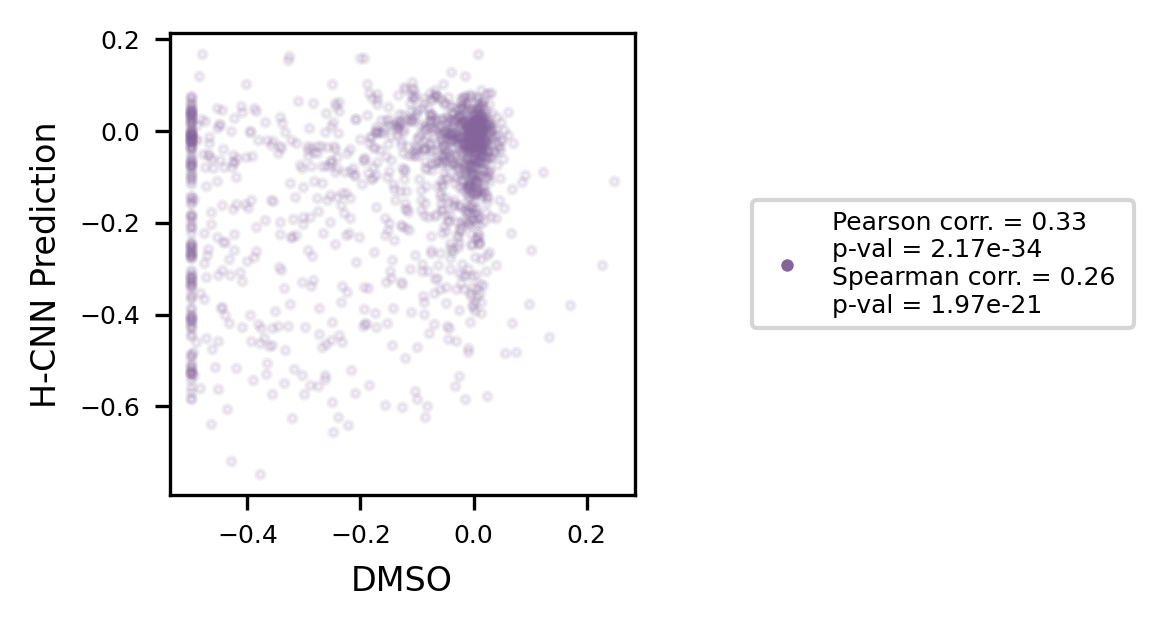 0.2
0.0
−0.2
−0.4
−0.6
H-CNN Prediction
−0.4
−0.2
0.0
0.2
DMSO
Pearson corr. = 0.33
p-val = 2.17e-34
Spearman corr. = 0.26
p-val = 1.97e-21